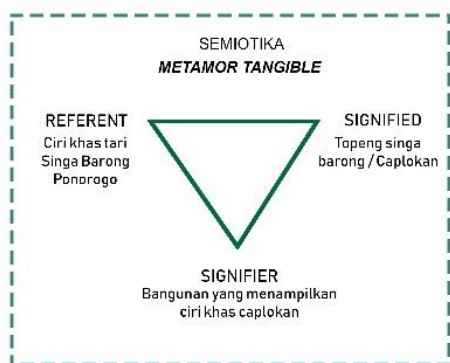 SEMIOTIKA
METAMOR TANGIBLE
REFERENT
Ciri khas tari
Singa Barong
Ponorogo
SIGNIFIED
Topeng singa
barong / Caplokan
SIGNIFIER
Bangunan yang menampilkan
ciri khas caplokan